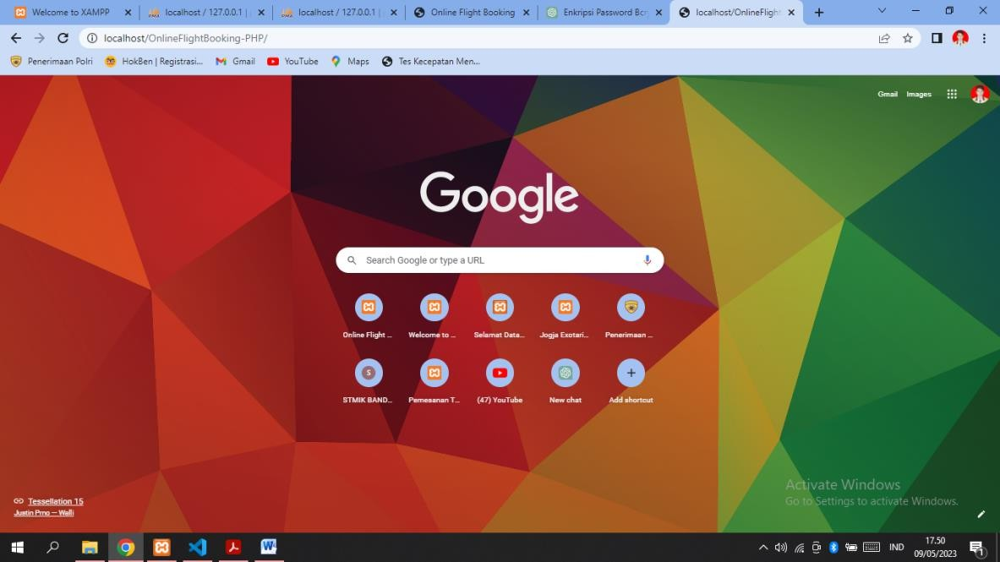 Welcome to XAMPP
localhost / 127.0.0.1 |
localhost / 127.0.0.1 |
Online Flight Booking
Enkripsi Password Bcr
localhost/OnlineFlight
localhost/OnlineFlightBooking-PHP/
Penerimaan Polri
HokBen | Registrasi...
Gmail
YouTube
Maps
Tes Kecepatan Men...
Gmail
Images
Google
Search Google or type a URL
Online Flight ...
Welcome to ...
Selamat Data...
Jogja Exotari...
Penerimaan ...
S
STMIK BAND...
Pemesanan T...
(47) YouTube
New chat
Add shortcut
Activate Windows
Go to Settings to activate Windows.
Tessellation 15
Justin Prno — Walli
IND
17.50
09/05/2023
1